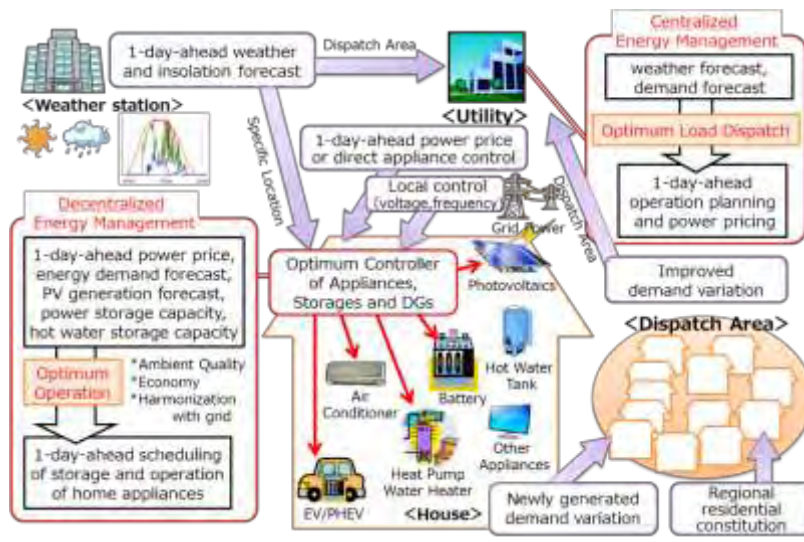 1-day-ahead weather
and insolation forecast
Dispatch Area
<Weather station>
<Utility>
Centralized
Energy Management
weather forecast,
demand forecast
Optimum Load Dispatch
1-day-ahead
operation planning
and power pricing
Specific Location
1-day-ahead power price
or direct appliance control
Local control
(voltage,frequency)
Grid Power
Dispatch Area
Improved
demand variation
Decentralized
Energy Management
1-day-ahead power price,
energy demand forecast,
PV generation forecast,
power storage capacity,
hot water storage capacity
Optimum
Operation
*Ambient Quality
*Economy
*Harmonization
with grid
1-day-ahead scheduling
of storage and operation
of home appliances
Optimum Controller
of Appliances,
Storages and DGs
Photovoltaics
Air
Conditioner
Battery
Hot Water
Tank
EV/PHEV
Heat Pump
Water Heater
Other
Appliances
<House>
<Dispatch Area>
Newly generated
demand variation
Regional
residential
constitution